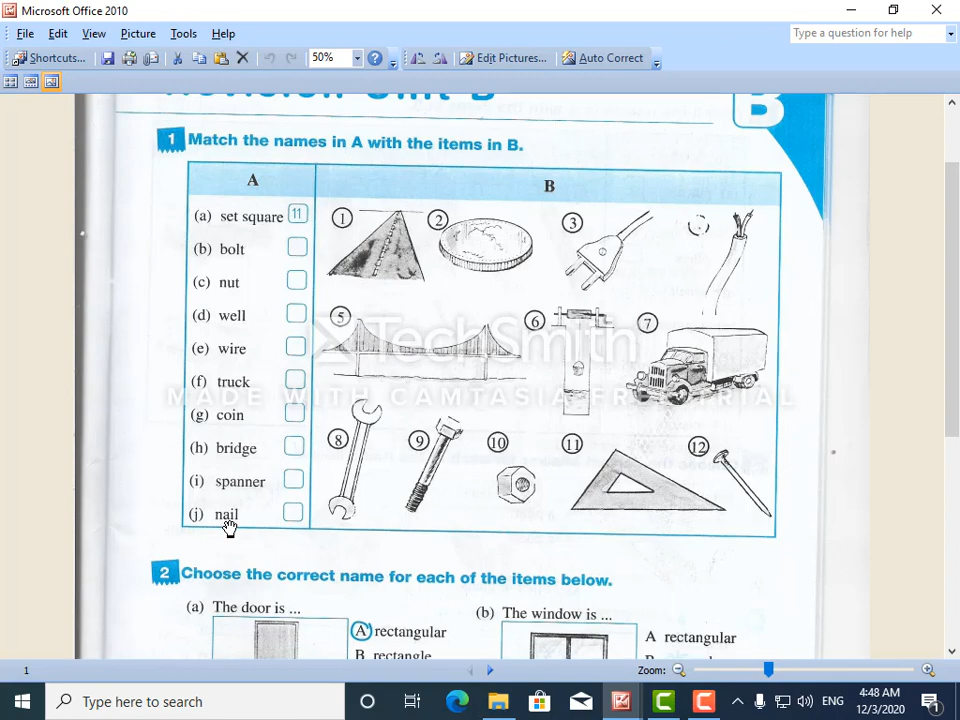 Microsoft Office 2010
File Edit View Picture Tools Help
Type a question for help
Shortcuts... 50% Edit Pictures... Auto Correct
Revision Unit B
B
1 Match the names in A with the items in B.
A B
(a) set square 11
(b) bolt
(c) nut
(d) well
(e) wire
(f) truck
(g) coin
(h) bridge
(i) spanner
(j) nail
1 2 3
5 6 7
8 9 10 11 12
TechSmith
MADE WITH CAMTASIA FREE TRIAL
2 Choose the correct name for each of the items below.
(a) The door is ... (b) The window is ...
A rectangular A rectangular
B rectangle
1 Zoom:
Type here to search
ENG
4:48 AM
12/3/2020
1